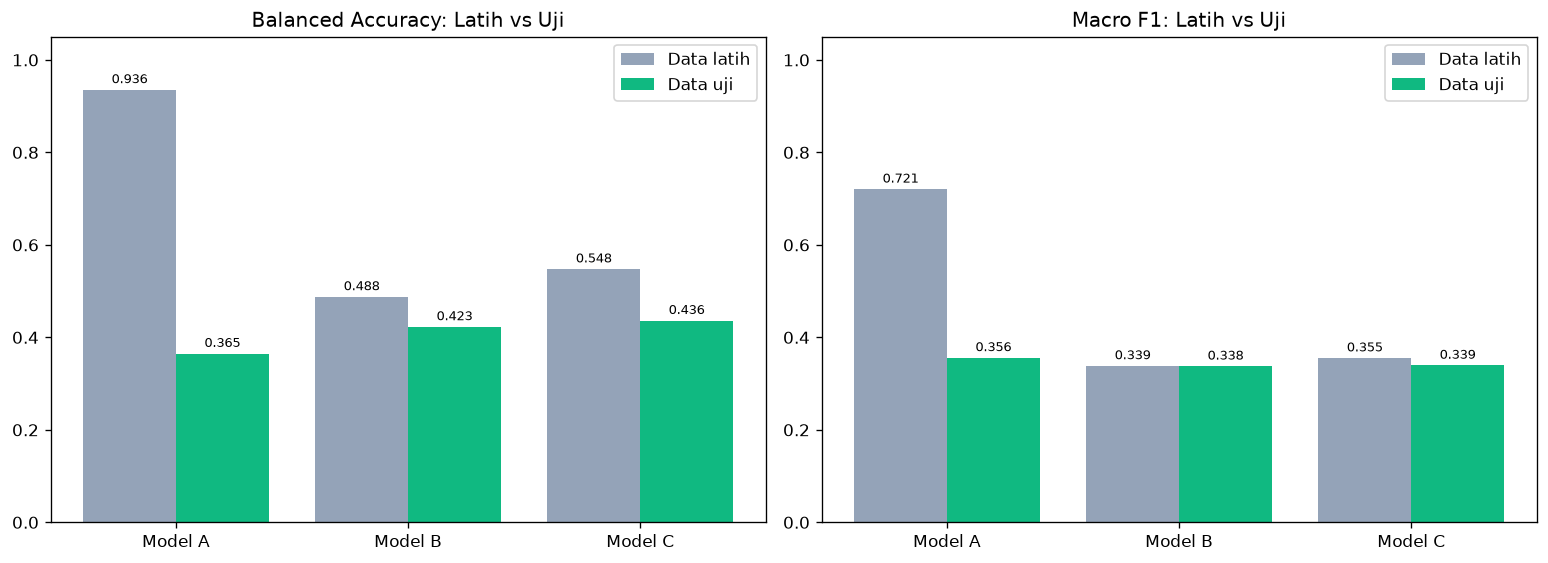 Balanced Accuracy: Latih vs Uji
1.0
0.8
0.6
0.4
0.2
0.0
0.936
0.365
0.488
0.423
0.548
0.436
Data latih
Data uji
Model A
Model B
Model C
Macro F1: Latih vs Uji
1.0
0.8
0.6
0.4
0.2
0.0
0.721
0.356
0.339
0.338
0.355
0.339
Data latih
Data uji
Model A
Model B
Model C